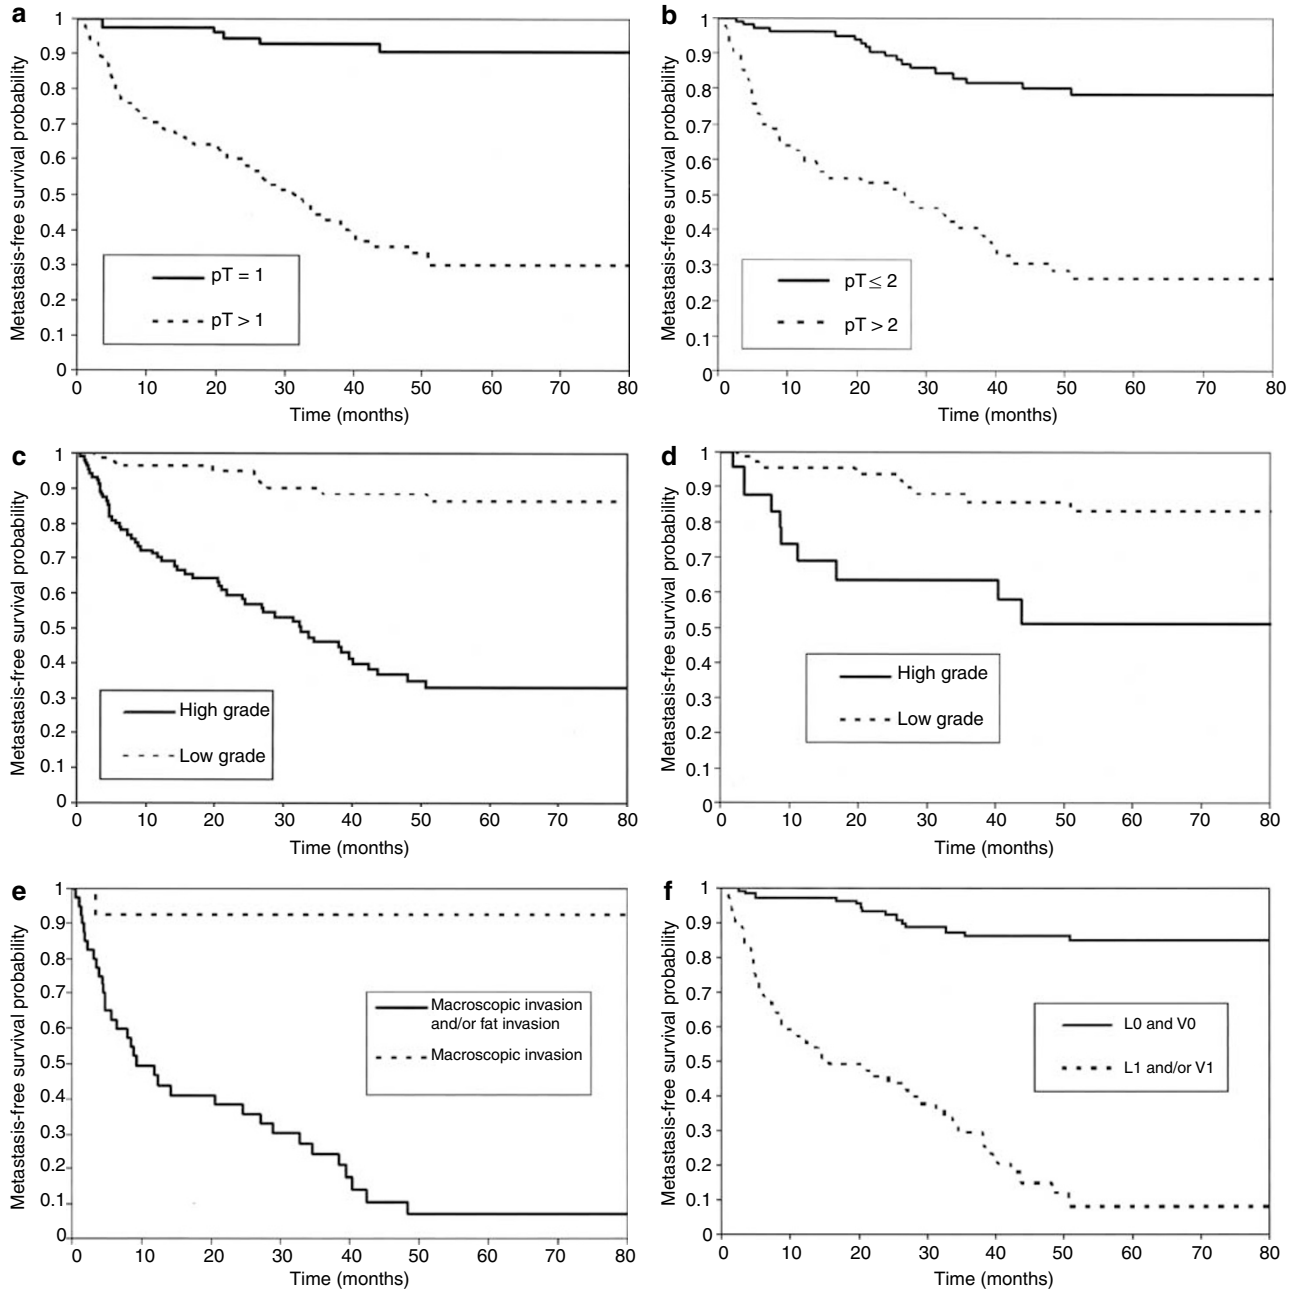 a
Metastasis-free survival probability
1
0.9
0.8
0.7
0.6
0.5
0.4
0.3
0.2
0.1
0
pT = 1
pT > 1
0 10 20 30 40 50 60 70 80
Time (months)
b
Metastasis-free survival probability
1
0.9
0.8
0.7
0.6
0.5
0.4
0.3
0.2
0.1
0
pT ≤ 2
pT > 2
0 10 20 30 40 50 60 70 80
Time (months)
c
Metastasis-free survival probability
1
0.9
0.8
0.7
0.6
0.5
0.4
0.3
0.2
0.1
0
High grade
Low grade
0 10 20 30 40 50 60 70 80
Time (months)
d
Metastasis-free survival probability
1
0.9
0.8
0.7
0.6
0.5
0.4
0.3
0.2
0.1
0
High grade
Low grade
0 10 20 30 40 50 60 70 80
Time (months)
e
Metastasis-free survival probability
1
0.9
0.8
0.7
0.6
0.5
0.4
0.3
0.2
0.1
0
Macroscopic invasion
and/or fat invasion
Macroscopic invasion
0 10 20 30 40 50 60 70 80
Time (months)
f
Metastasis-free survival probability
1
0.9
0.8
0.7
0.6
0.5
0.4
0.3
0.2
0.1
0
L0 and V0
L1 and/or V1
0 10 20 30 40 50 60 70 80
Time (months)